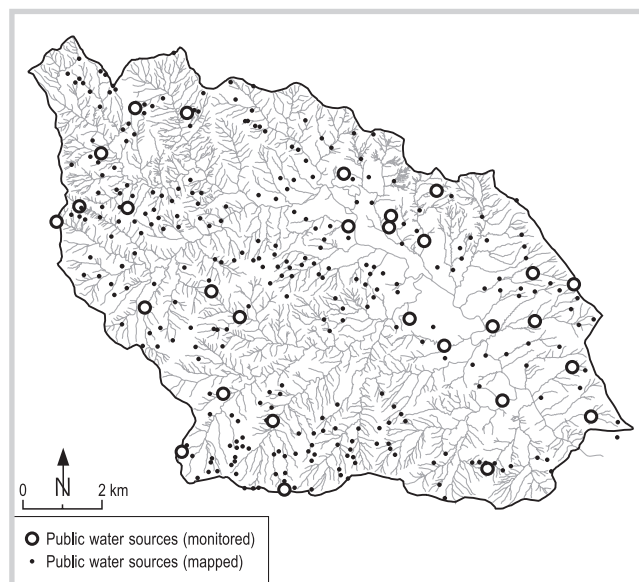 N
0 2 km
Public water sources (monitored)
Public water sources (mapped)